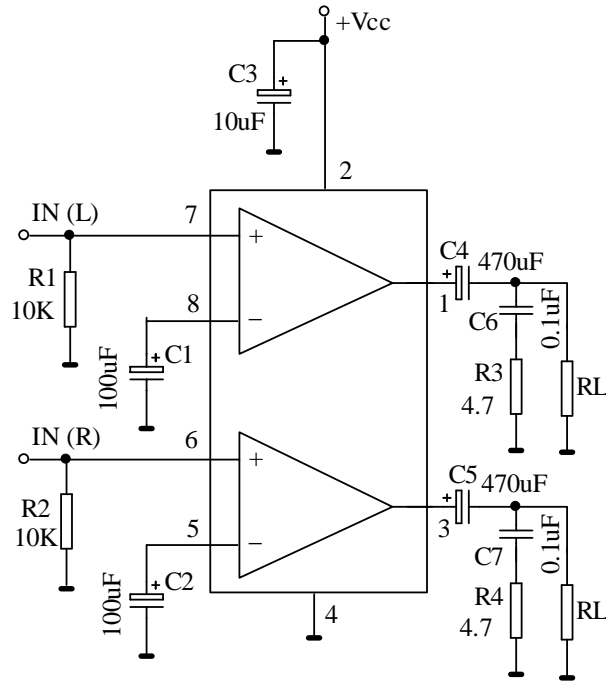 +Vcc
C3
+
10uF
2
IN (L)
7
+
R1
10K
8
−
+
C1
100uF
C4
+
470uF
1
C6
0.1uF
R3
4.7
RL
IN (R)
6
+
R2
10K
5
−
+
C2
100uF
C5
+
470uF
3
C7
0.1uF
R4
4.7
RL
4